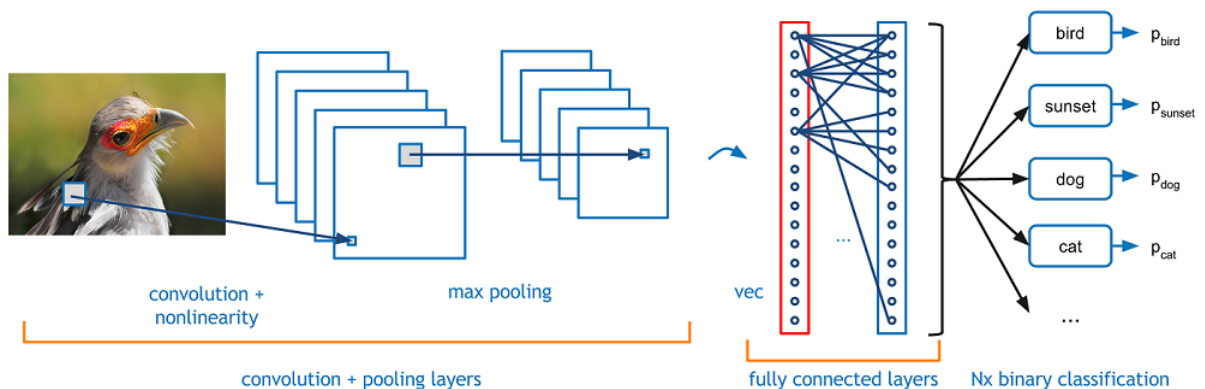 convolution +
nonlinearity
max pooling
convolution + pooling layers
vec
...
fully connected layers
bird
p_bird
sunset
p_sunset
dog
p_dog
cat
p_cat
...
Nx binary classification